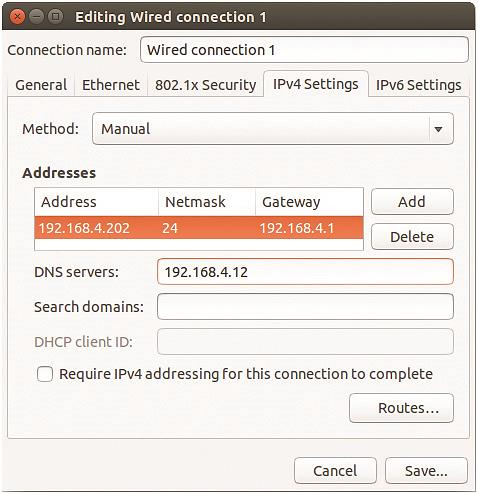 Editing Wired connection 1
Connection name: Wired connection 1
General Ethernet 802.1x Security IPv4 Settings IPv6 Settings
Method: Manual
Addresses
Address Netmask Gateway
192.168.4.202 24 192.168.4.1
Add
Delete
DNS servers: 192.168.4.12
Search domains:
DHCP client ID:
Require IPv4 addressing for this connection to complete
Routes...
Cancel Save...